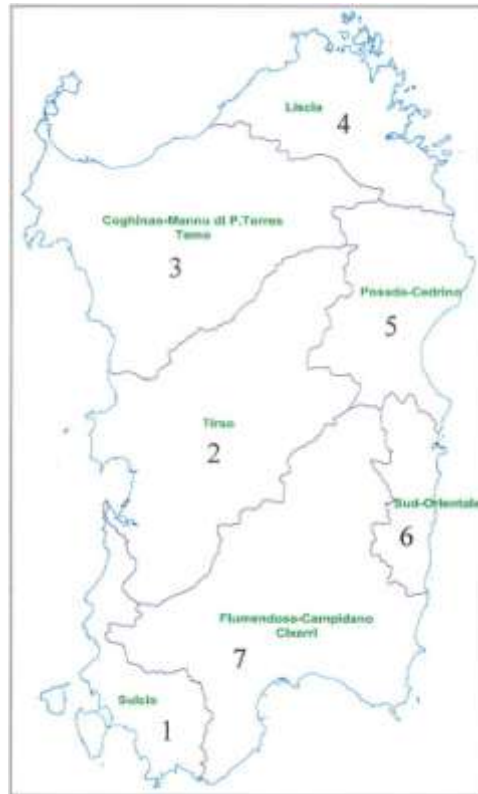 Liscia
4
Coghinas-Mannu di P.Torres
Temo
3
Posada-Cedrino
5
Tirso
2
Sud-Orientale
6
Flumendosa-Campidano
Cixerri
7
Sulcis
1